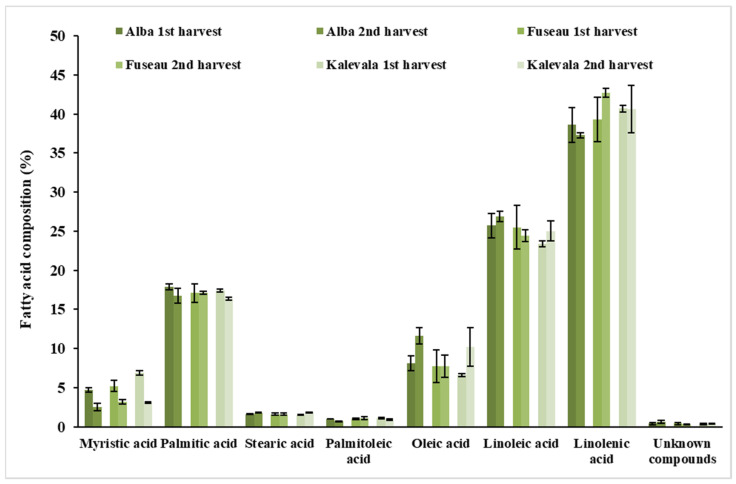 Alba 1st harvest Alba 2nd harvest Fuseau 1st harvest
Fuseau 2nd harvest Kalevala 1st harvest Kalevala 2nd harvest
Fatty acid composition (%)
50
45
40
35
30
25
20
15
10
5
0
Myristic acid Palmitic acid Stearic acid Palmitoleic acid Oleic acid Linoleic acid Linolenic acid Unknown compounds